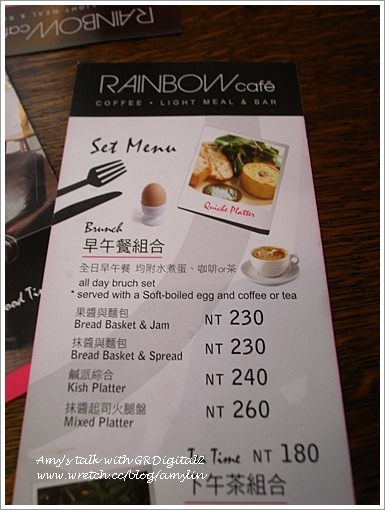 RAINBOW
LIGHT MEAL & 
RAINBOW café
COFFEE • LIGHT MEAL & BAR
Set Menu
Quiche Platter
Brunch
早午餐組合
全日早午餐 均附水煮蛋、咖啡or茶
all day bruch set
* served with a Soft-boiled egg and coffee or tea
果醬與麵包
Bread Basket & Jam NT 230
抹醬與麵包
Bread Basket & Spread NT 230
鹹派綜合
Kish Platter NT 240
抹醬起司火腿盤
Mixed Platter NT 260
Time NT 180
下午茶組合
Time
Amy's talk with GRDigital2
www.wretch.cc/blog/amylin